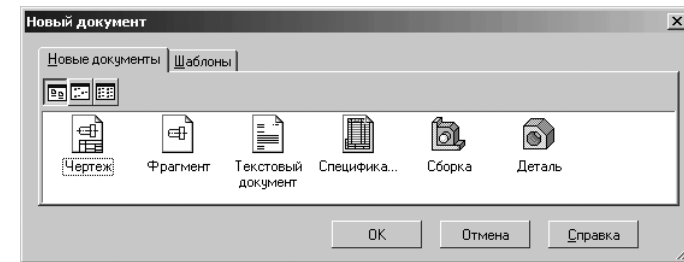 Новый документ
Новые документы Шаблоны
Чертеж Фрагмент Текстовый документ Специфика... Сборка Деталь
OK Отмена Справка